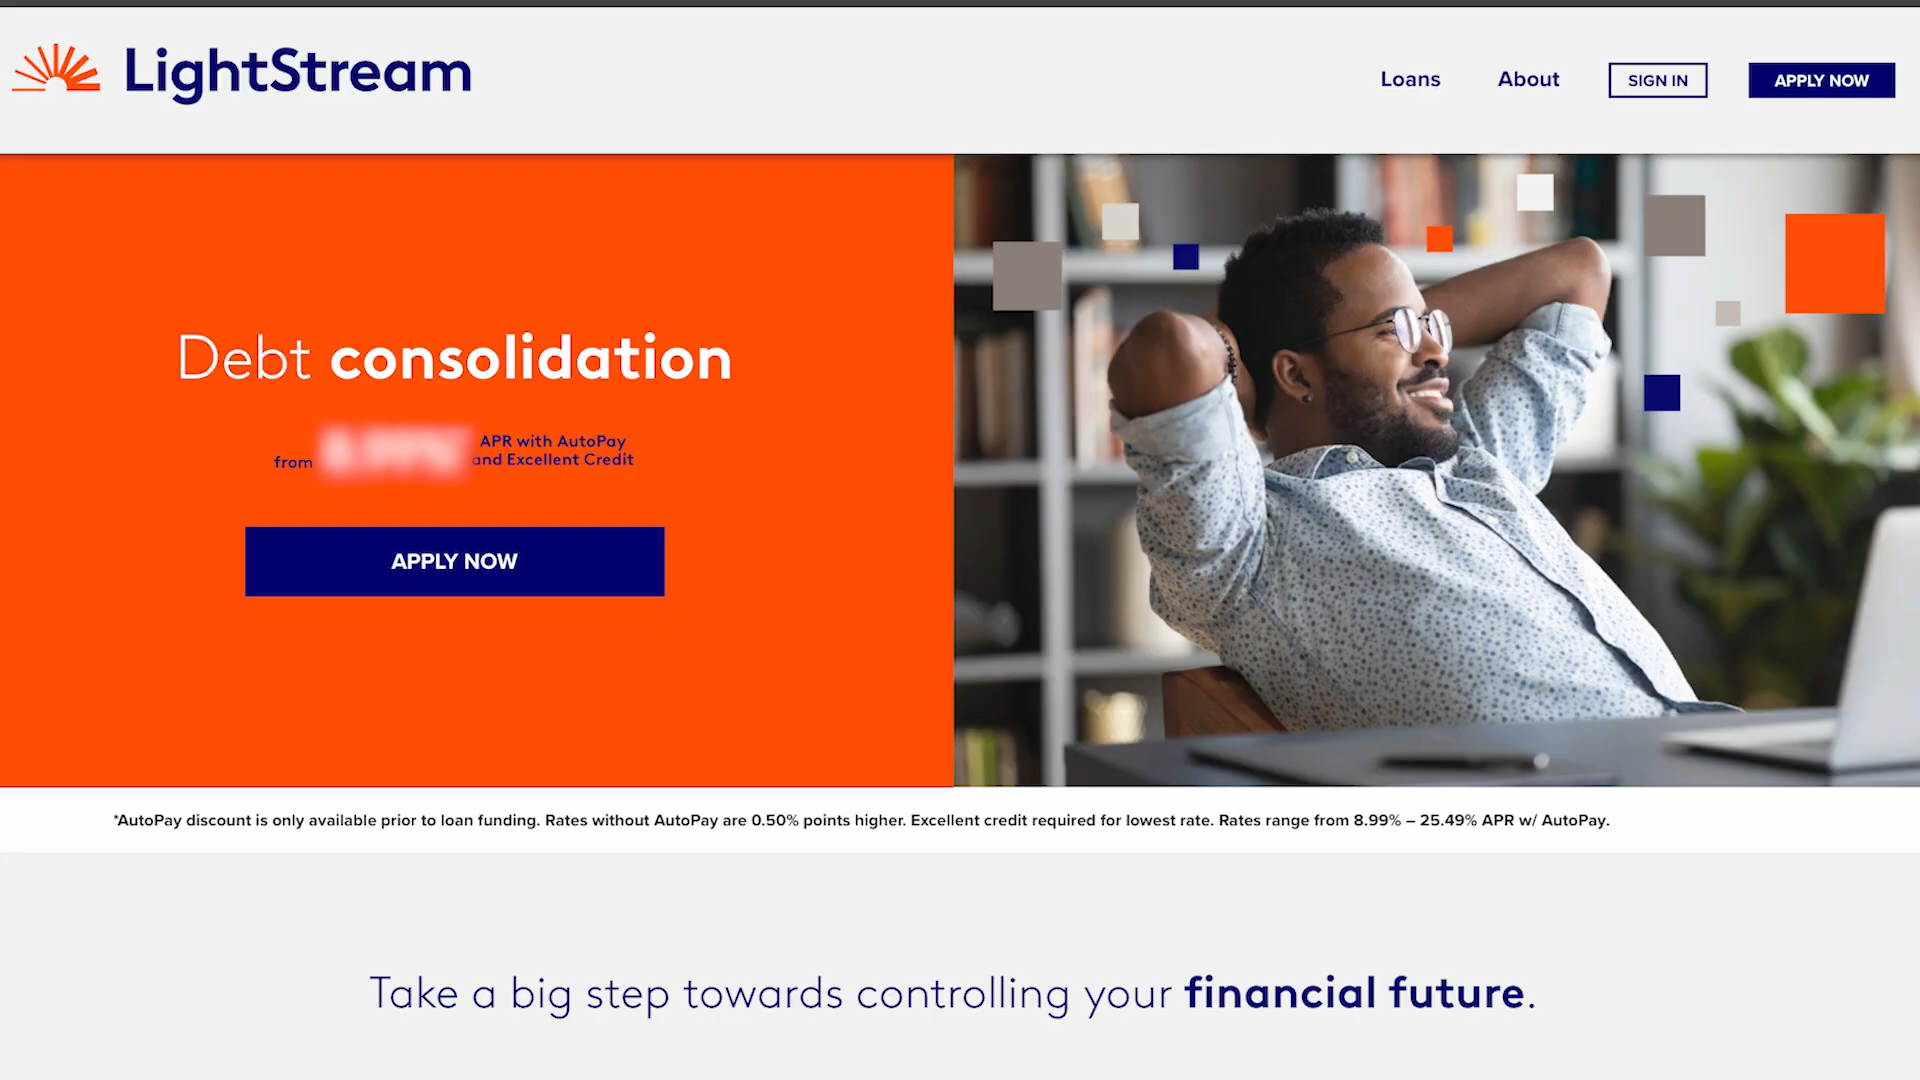 LightStream
Loans
About
SIGN IN
APPLY NOW
Debt consolidation
from
APR with AutoPay
and Excellent Credit
APPLY NOW
*AutoPay discount is only available prior to loan funding. Rates without AutoPay are 0.50% points higher. Excellent credit required for lowest rate. Rates range from 8.99% – 25.49% APR w/ AutoPay.
Take a big step towards controlling your financial future.